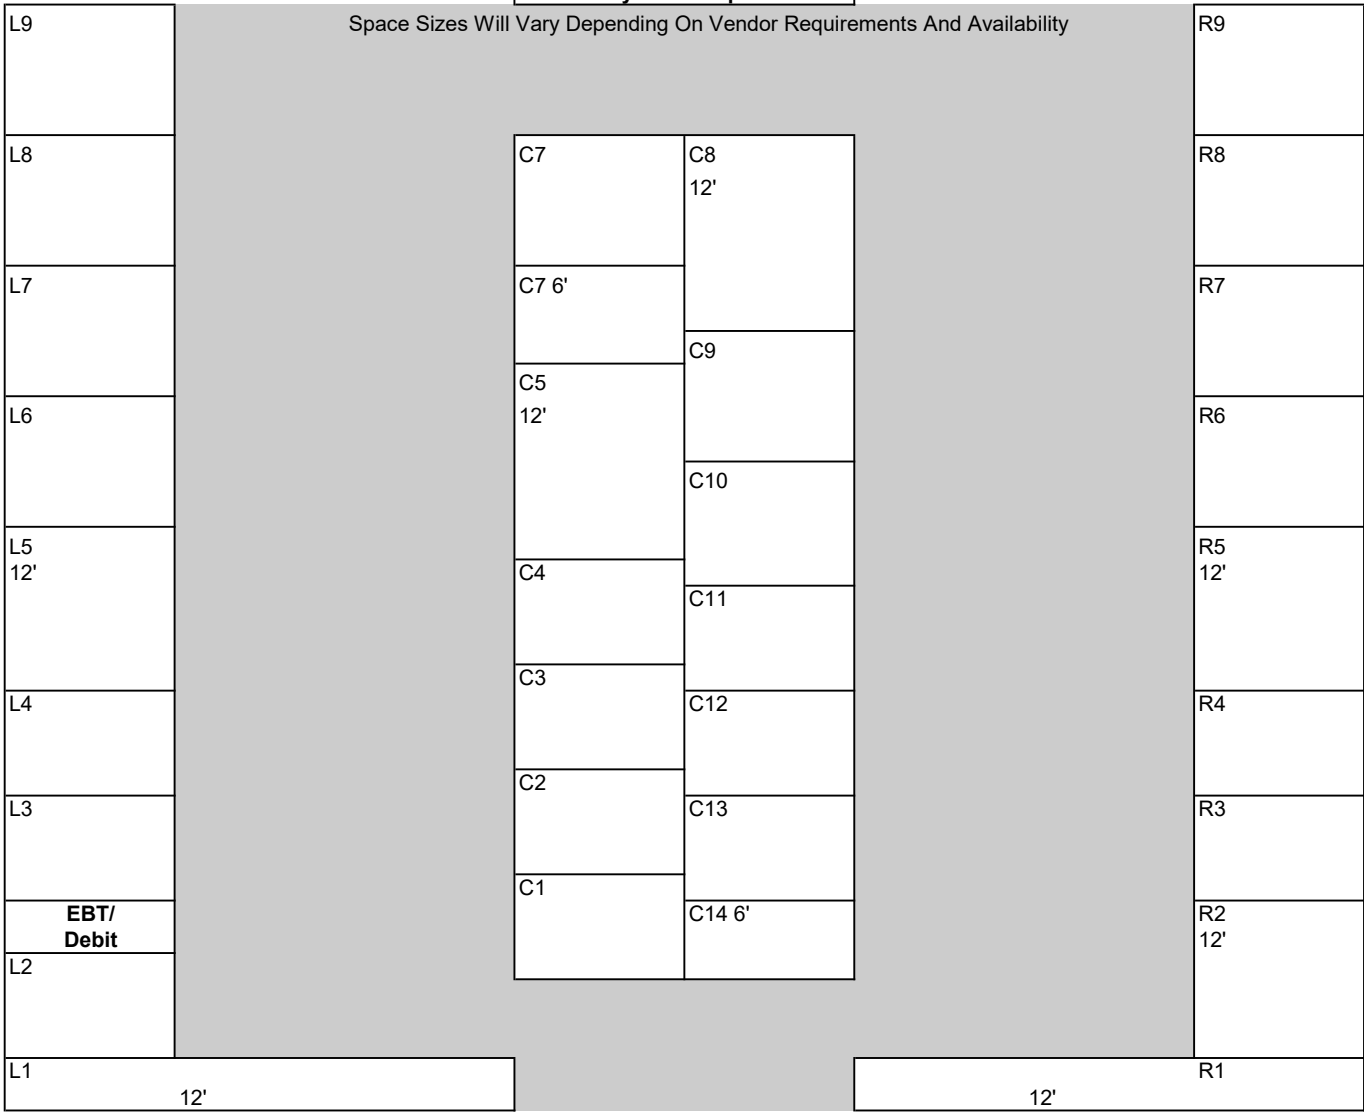 Space Sizes Will Vary Depending On Vendor Requirements And Availability
L9
R9
L8
C7
C8
12'
R8
L7
C7 6'
R7
C9
C5
12'
L6
R6
C10
L5
12'
R5
12'
C4
C11
C3
L4
C12
R4
C2
L3
C13
R3
C1
EBT/
Debit
C14 6'
R2
12'
L2
L1
12'
R1
12'